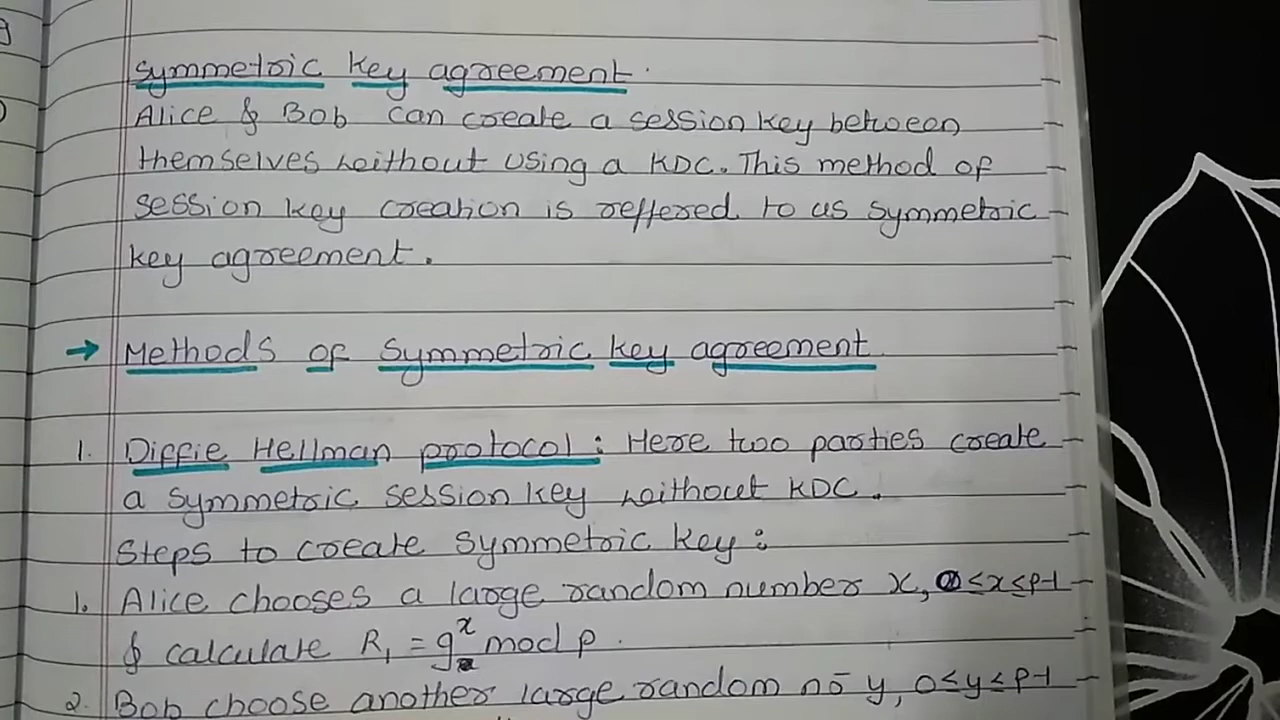 Symmetric key agreement.
Alice & Bob can create a session key between
themselves without using a KDC. This method of
session key creation is reffered to as symmetric
key agreement.
→ Methods of symmetric key agreement
1. Diffie Hellman protocol: Here two parties create
a symmetric session key without KDC.
Steps to create symmetric key:
1. Alice chooses a large random number x, 0≤x≤p-1
& calculate R₁ = gˣ mod p.
2. Bob choose another large random no y, 0≤y≤p-1